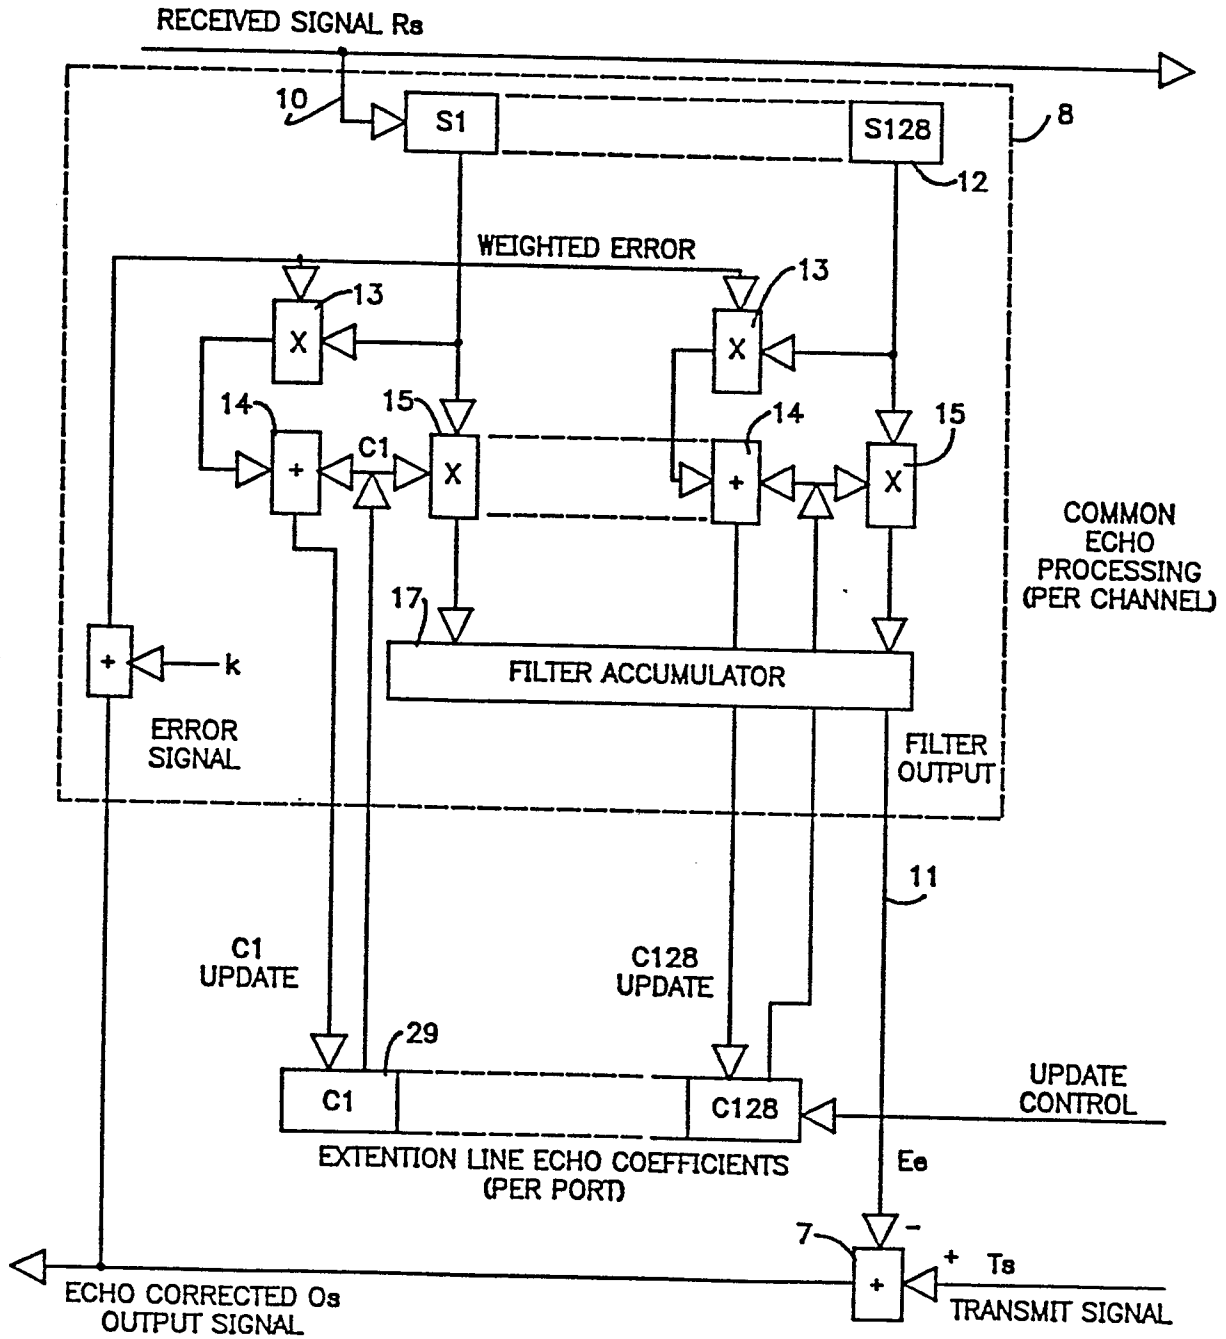 RECEIVED SIGNAL Rs
10
S1
S128
8
12
WEIGHTED ERROR
13
13
X
X
14
15
C1
14
15
+
X
+
X
COMMON
ECHO
PROCESSING
(PER CHANNEL)
17
+
k
FILTER ACCUMULATOR
ERROR
SIGNAL
FILTER
OUTPUT
11
C1
UPDATE
C128
UPDATE
29
C1
C128
UPDATE
CONTROL
EXTENTION LINE ECHO COEFFICIENTS
(PER PORT)
Ee
7
-
+
+
Ts
TRANSMIT SIGNAL
ECHO CORRECTED Os
OUTPUT SIGNAL